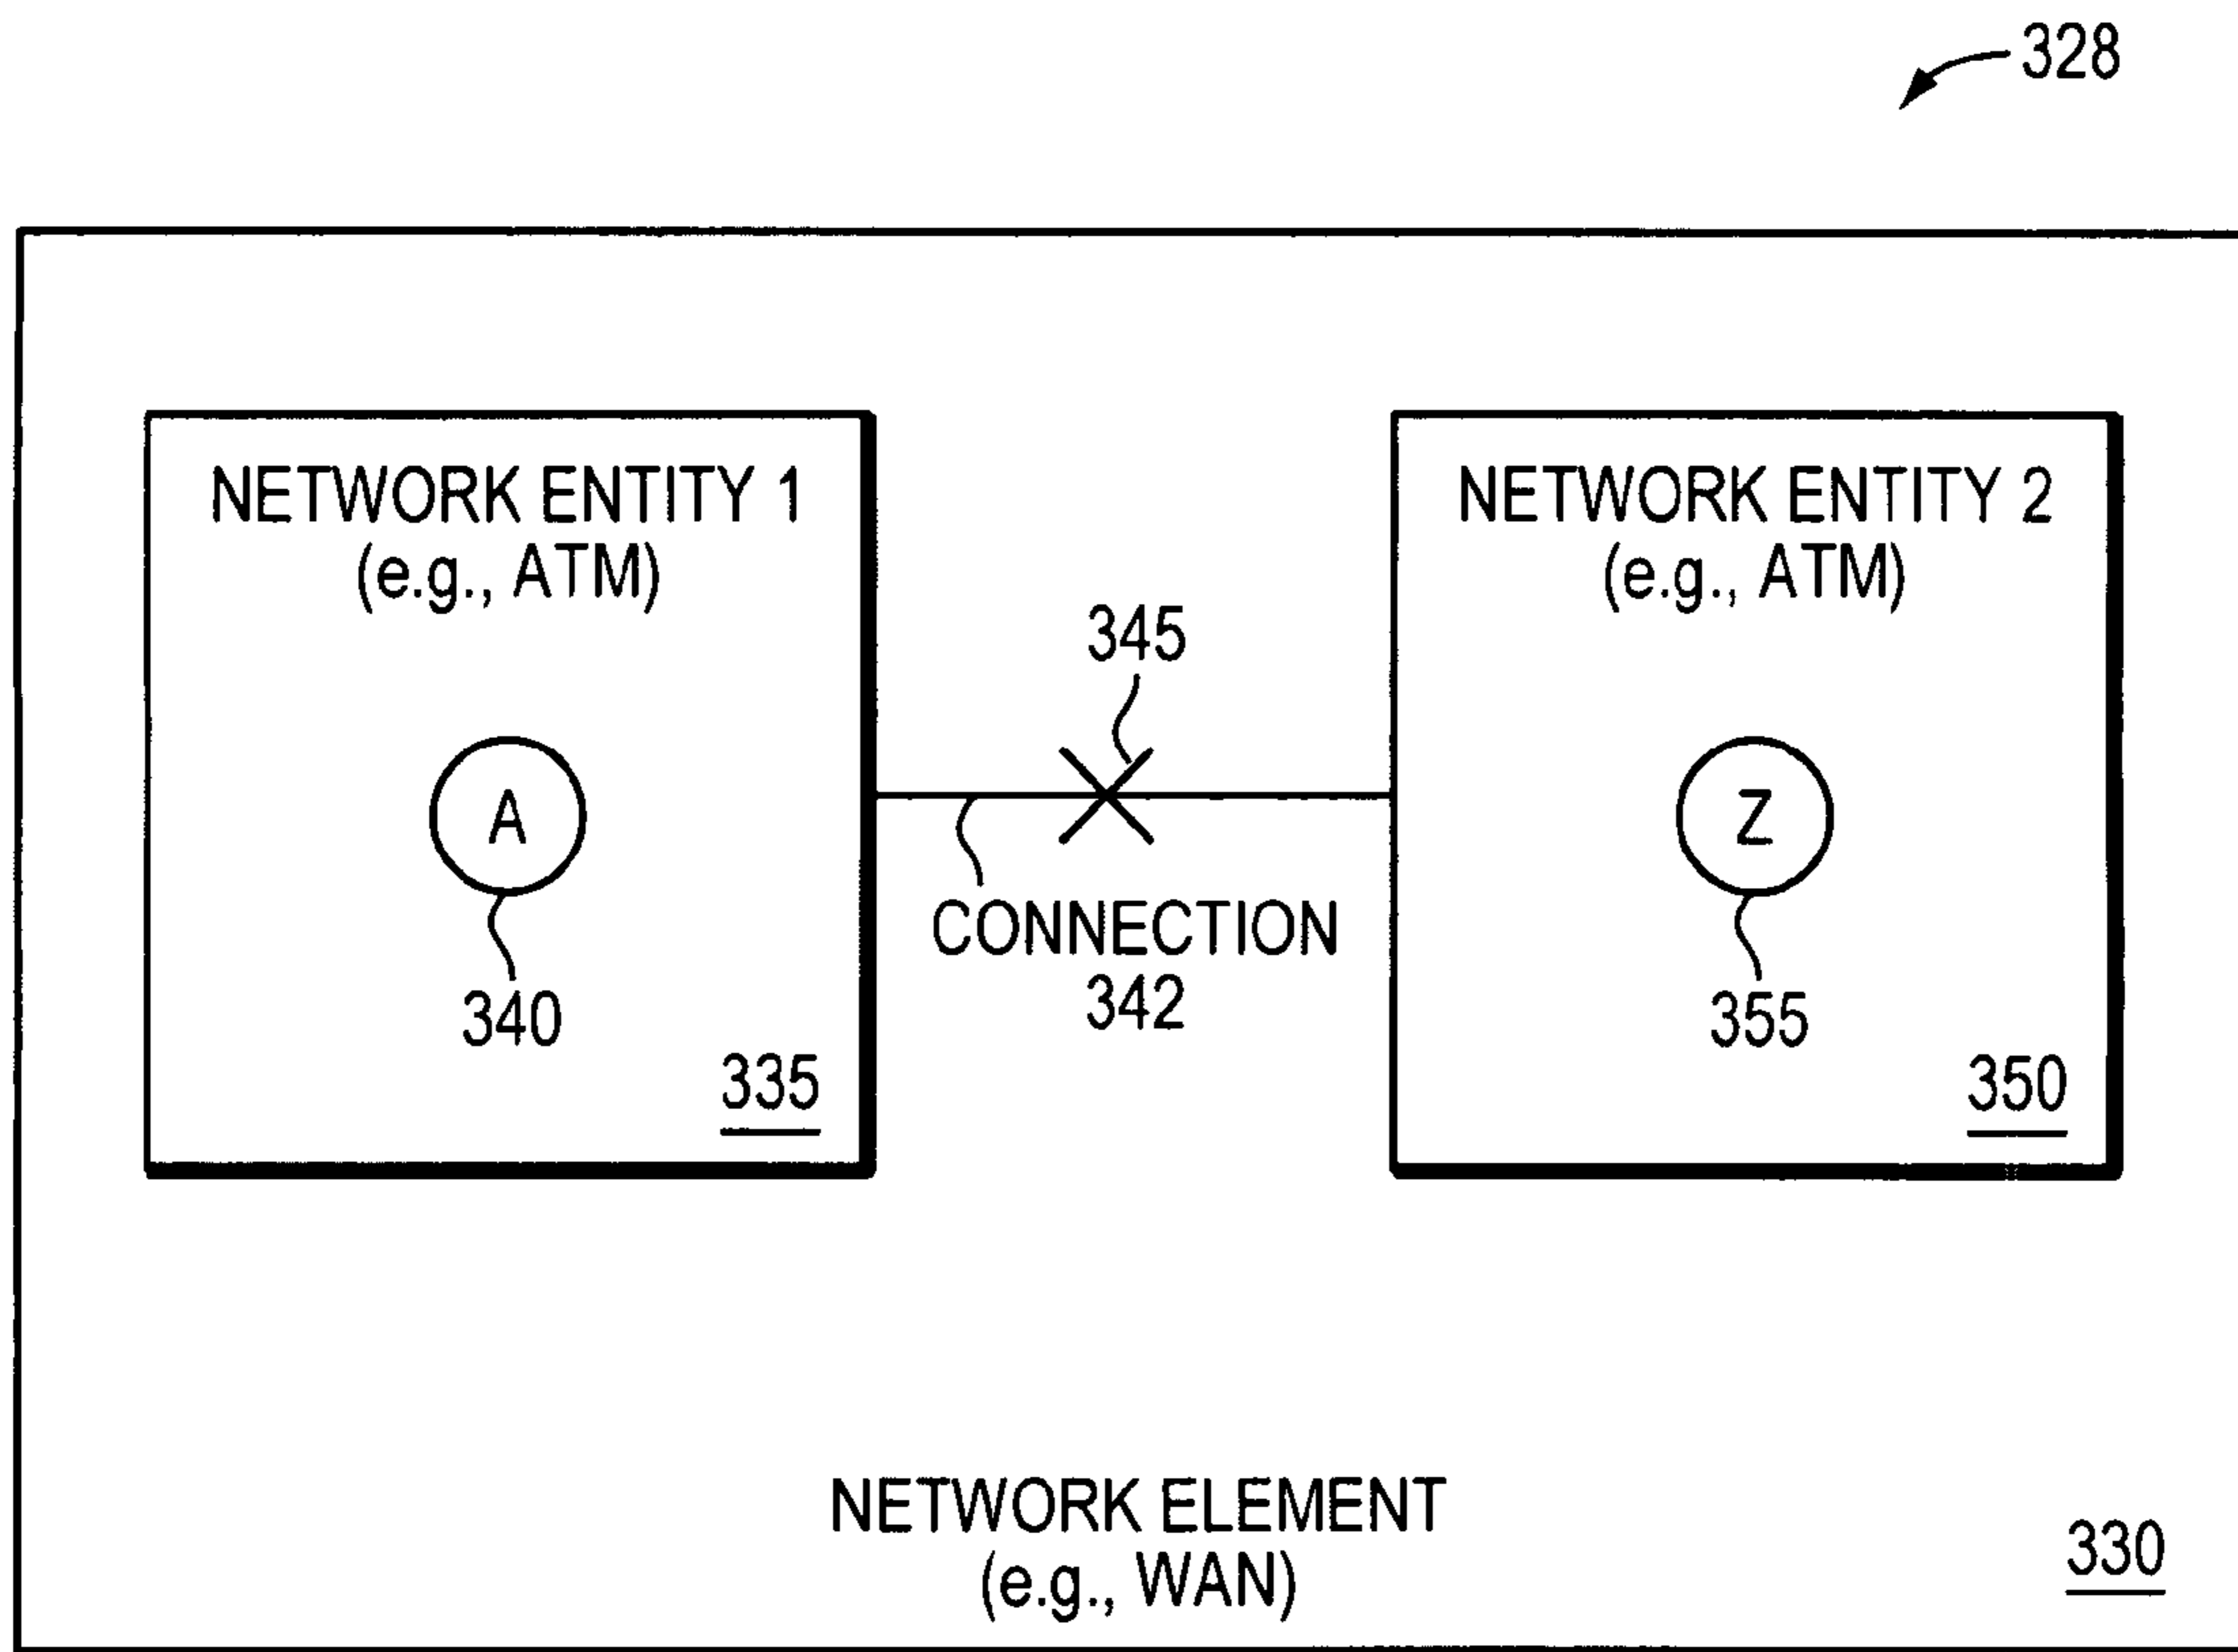 328
NETWORK ENTITY 1
(e.g., ATM)
A
340
335
345
CONNECTION
342
NETWORK ENTITY 2
(e.g., ATM)
Z
355
350
NETWORK ELEMENT
(e.g., WAN)
330